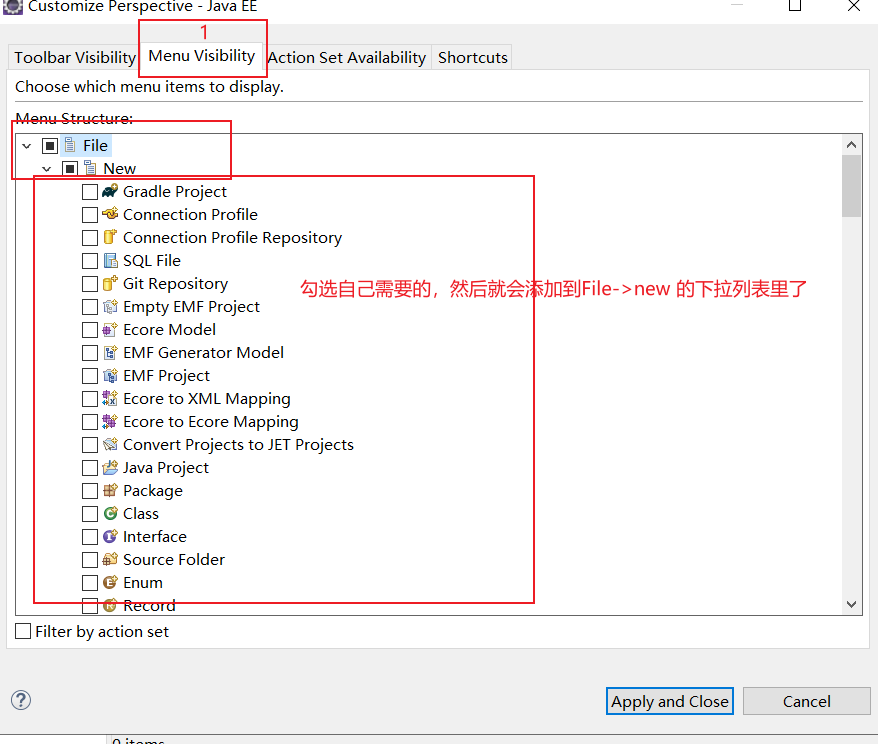 Customize Perspective - Java EE
1
Toolbar Visibility Menu Visibility Action Set Availability Shortcuts
Choose which menu items to display.
Menu Structure:
File
New
Gradle Project
Connection Profile
Connection Profile Repository
SQL File
Git Repository
勾选自己需要的，然后就会添加到File->new 的下拉列表里了
Empty EMF Project
Ecore Model
EMF Generator Model
EMF Project
Ecore to XML Mapping
Ecore to Ecore Mapping
Convert Projects to JET Projects
Java Project
Package
Class
Interface
Source Folder
Enum
Record
Filter by action set
Apply and Close Cancel
0 items